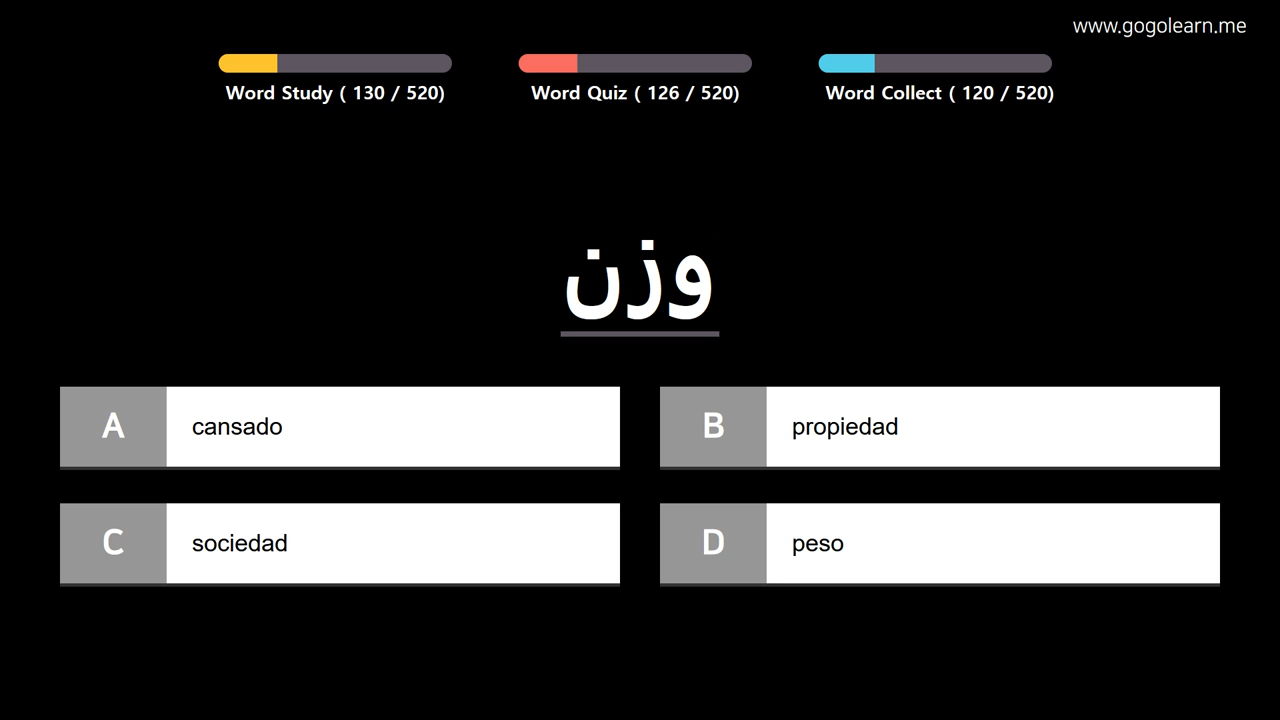 www.gogolearn.me
Word Study ( 130 / 520)
Word Quiz ( 126 / 520)
Word Collect ( 120 / 520)
وزن
A cansado
B propiedad
C sociedad
D peso